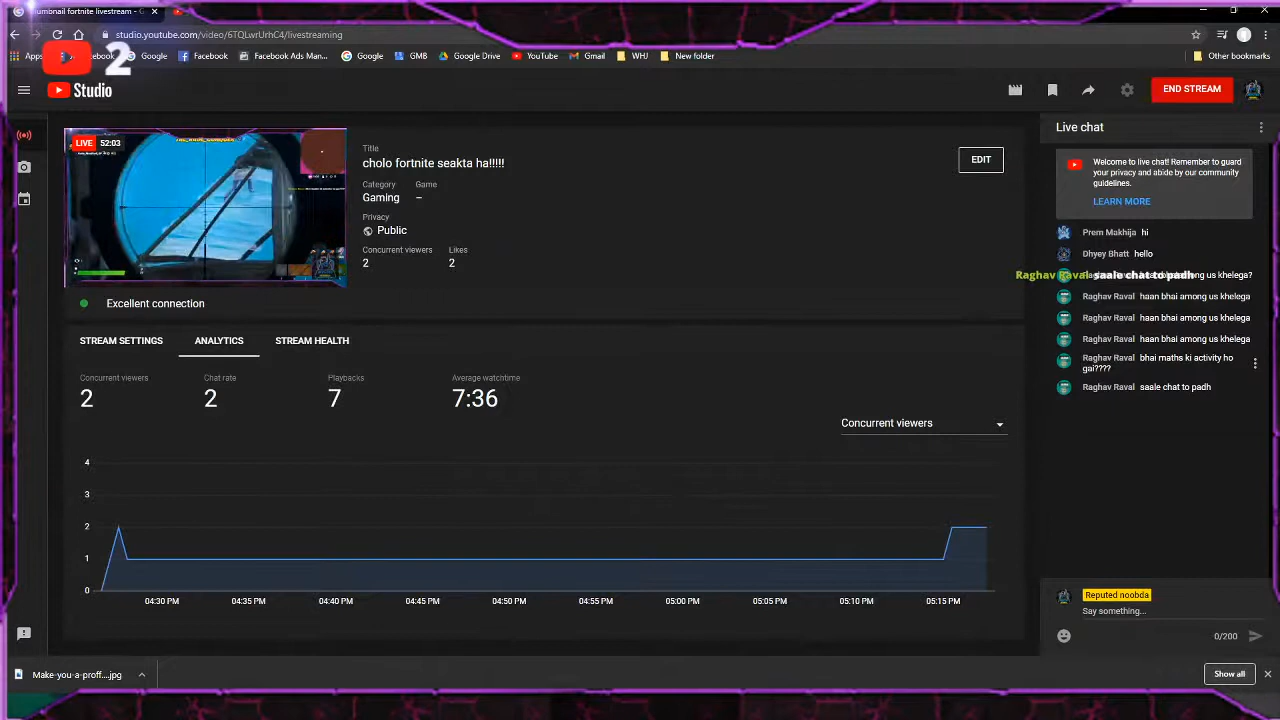 humbnail fortnite livestream - G
studio.youtube.com/video/6TQLwrUrhC4/livestreaming
Apps
Google
Facebook
Facebook Ads Man...
Google
GMB
Google Drive
YouTube
Gmail
WHJ
New folder
Other bookmarks
2
Studio
END STREAM
LIVE 52:03
Title
cholo fortnite seakta ha!!!!!
EDIT
Category
Game
Gaming
–
Privacy
Public
Concurrent viewers
Likes
2
2
Excellent connection
STREAM SETTINGS
ANALYTICS
STREAM HEALTH
Concurrent viewers
Chat rate
Playbacks
Average watchtime
2
2
7
7:36
Concurrent viewers
4
3
2
1
0
04:30 PM
04:35 PM
04:40 PM
04:45 PM
04:50 PM
04:55 PM
05:00 PM
05:05 PM
05:10 PM
05:15 PM
Live chat
Welcome to live chat! Remember to guard
your privacy and abide by our community
guidelines.
LEARN MORE
Prem Makhija hi
Dhyey Bhatt hello
Raghav Raval saale chat to padh
among us khelega?
Raghav Raval haan bhai among us khelega
Raghav Raval haan bhai among us khelega
Raghav Raval haan bhai among us khelega
Raghav Raval bhai maths ki activity ho
gai????
Raghav Raval saale chat to padh
Reputed noobda
Say something...
0/200
Make-you-a-proff....jpg
Show all